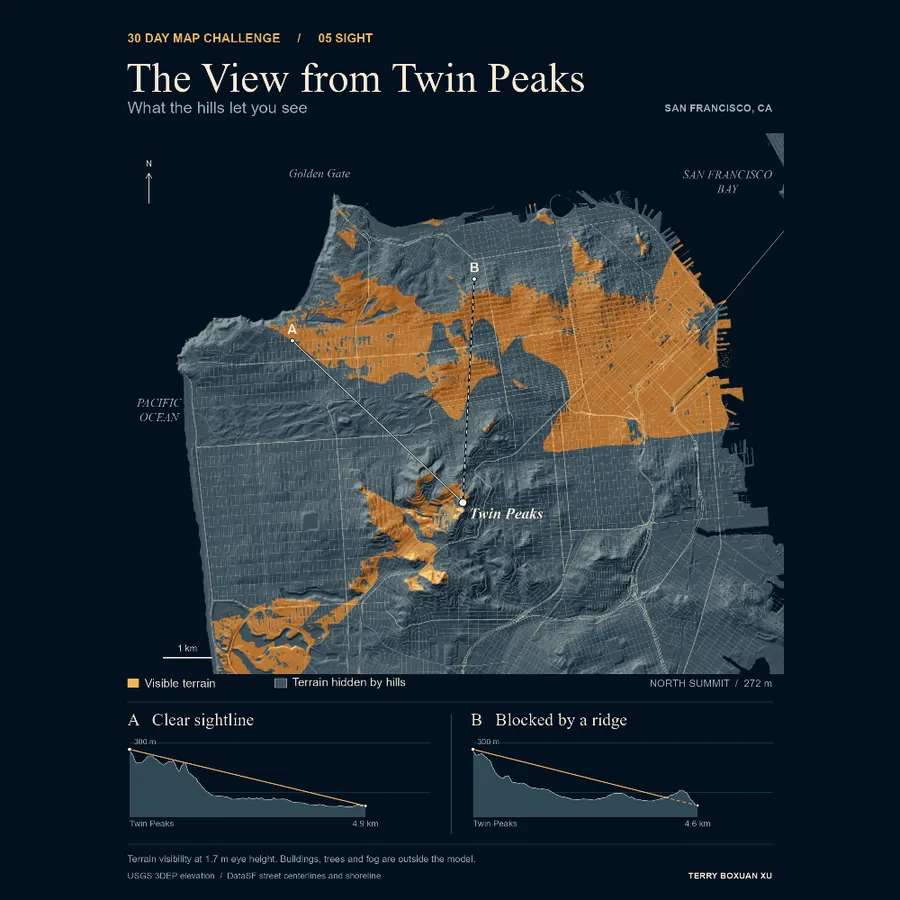 30 DAY MAP CHALLENGE / 05 SIGHT
The View from Twin Peaks
What the hills let you see
SAN FRANCISCO, CA
N
Golden Gate
SAN FRANCISCO
BAY
B
A
PACIFIC
OCEAN
Twin Peaks
1 km
Visible terrain
Terrain hidden by hills
NORTH SUMMIT / 272 m
A Clear sightline
300 m
Twin Peaks
4.9 km
B Blocked by a ridge
300 m
Twin Peaks
4.6 km
Terrain visibility at 1.7 m eye height. Buildings, trees and fog are outside the model.
USGS 3DEP elevation / DataSF street centerlines and shoreline
TERRY BOXUAN XU